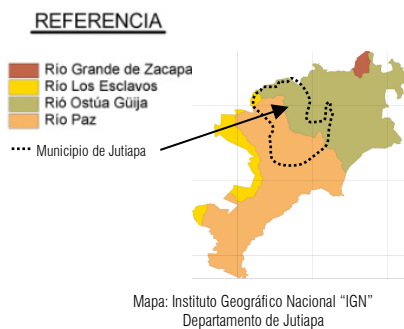 REFERENCIA
Río Grande de Zacapa
Río Los Esclavos
Rió Ostúa Güija
Río Paz
Municipio de Jutiapa
Mapa: Instituto Geográfico Nacional “IGN”
Departamento de Jutiapa